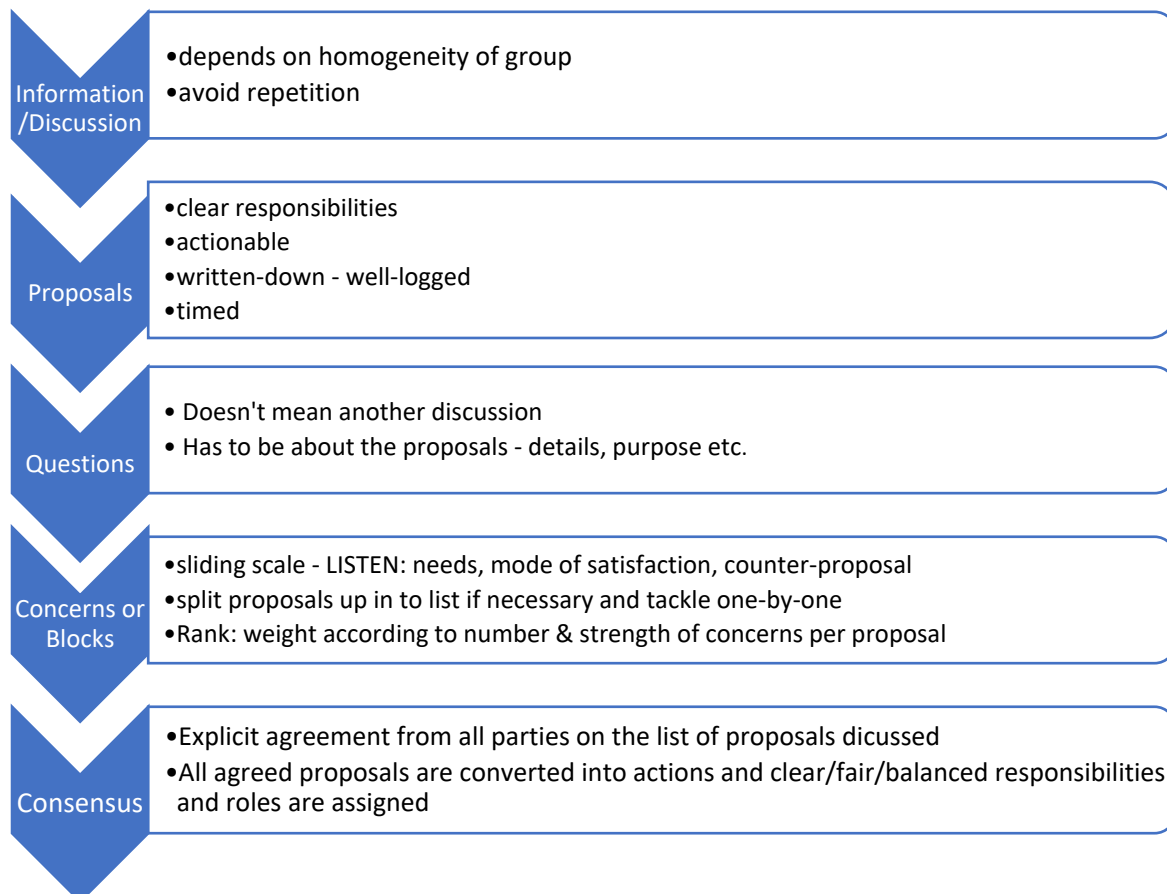 Information
/Discussion
•depends on homogeneity of group
•avoid repetition
Proposals
•clear responsibilities
•actionable
•written-down - well-logged
•timed
Questions
• Doesn't mean another discussion
• Has to be about the proposals - details, purpose etc.
Concerns or
Blocks
•sliding scale - LISTEN: needs, mode of satisfaction, counter-proposal
•split proposals up in to list if necessary and tackle one-by-one
•Rank: weight according to number & strength of concerns per proposal
Consensus
•Explicit agreement from all parties on the list of proposals dicussed
•All agreed proposals are converted into actions and clear/fair/balanced responsibilities
and roles are assigned